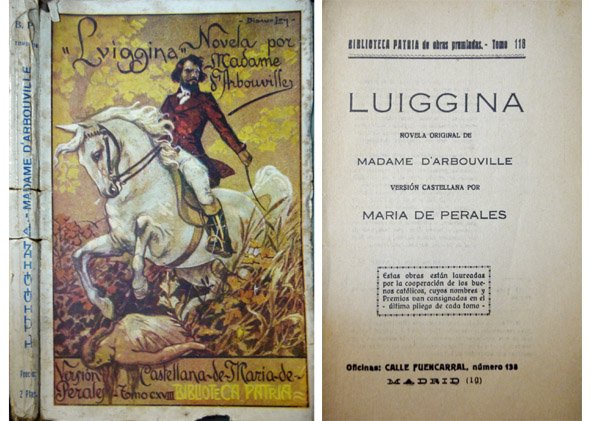 B. P.
LUIGGINA.-MADAME D'ARBOUVILLE
2 Ptas.
"Luiggina" Novela por
Madame
D'Arbouville
Versión Castellana-de-Maria-de-
Perales-Tomo CXVIII BIBLIOTECA PATRIA
BIBLIOTECA PATRIA de obras premiadas.- Tomo 118
LUIGGINA
NOVELA ORIGINAL DE
MADAME D'ARBOUVILLE
VERSIÓN CASTELLANA POR
MARIA DE PERALES
Estas obras están laureadas
por la cooperación de los bue-
nos católicos, cuyos nombres y
Premios van consignados en el
- último pliego de cada tomo -
Oficinas: CALLE FUENCARRAL, número 138
MADRID (10)